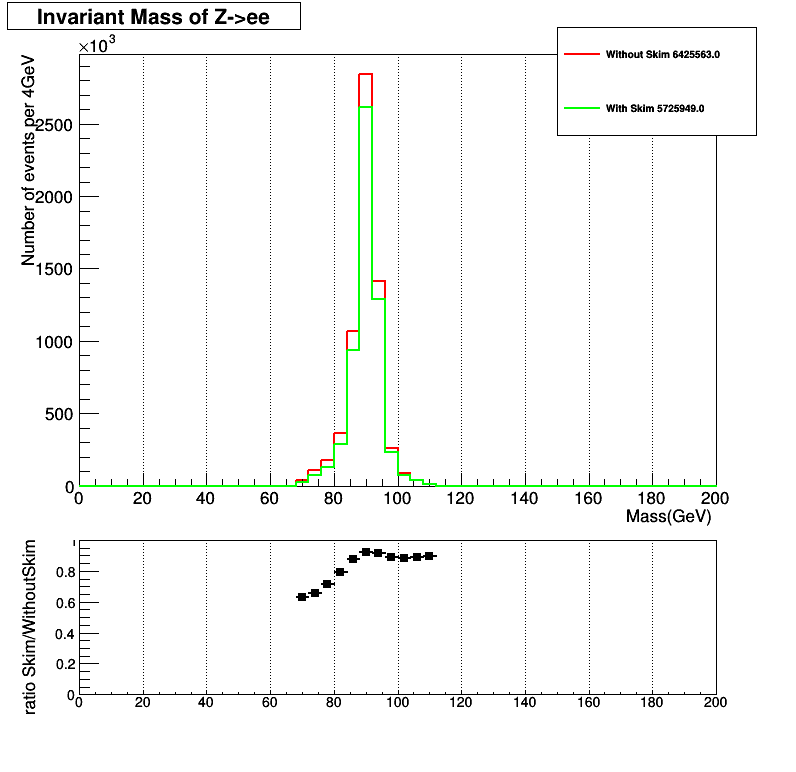 Invariant Mass of Z->ee
×10³
Number of events per 4GeV
2500
2000
1500
1000
500
0
0 20 40 60 80 100 120 140 160 180 200
Mass(GeV)
Without Skim 6425563.0
With Skim 5725949.0
ratio Skim/WithoutSkim
1
0.8
0.6
0.4
0.2
0
0 20 40 60 80 100 120 140 160 180 200